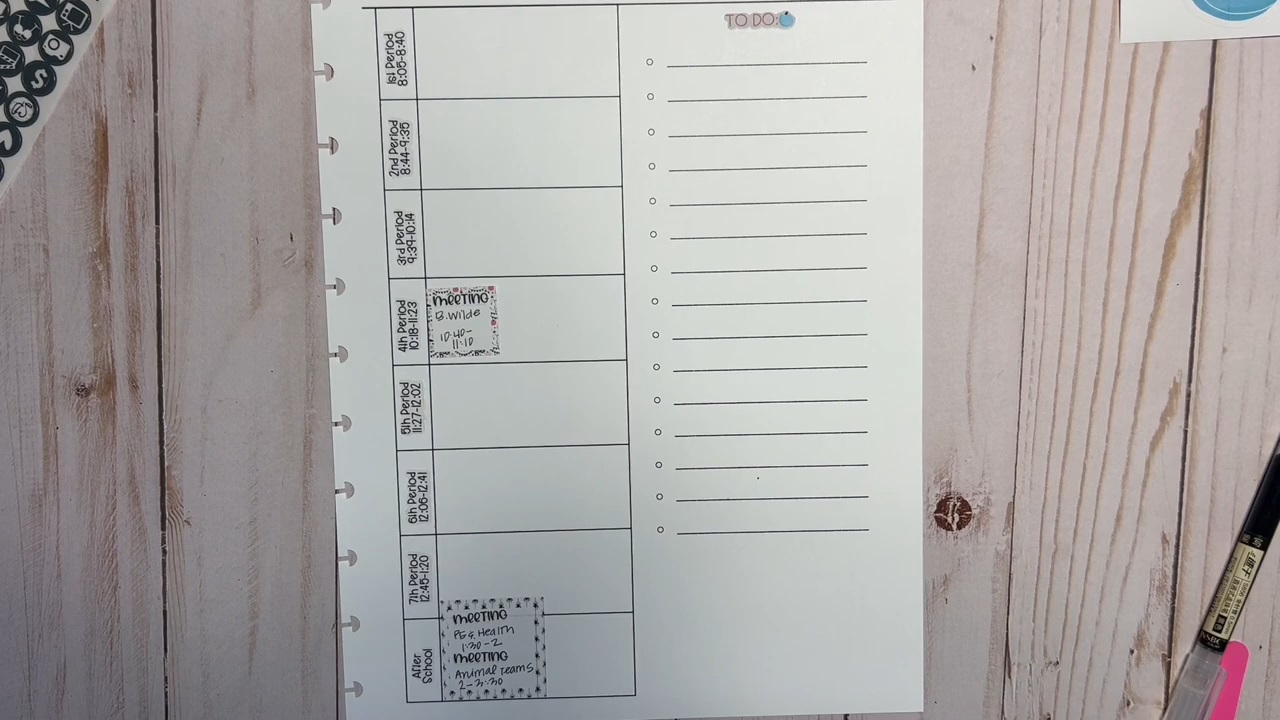 TO DO:
1st Period
8:05-8:40
2nd Period
8:44-9:35
3rd Period
9:39-10:14
4th Period
10:18-11:23
MEETING
B. Wilde
10:40-
11:10
5th Period
11:27-12:02
6th Period
12:06-12:41
7th Period
12:45-1:20
After
School
MEETING
PE & Health
1:30-2
MEETING
Animal Teams
2-3:30